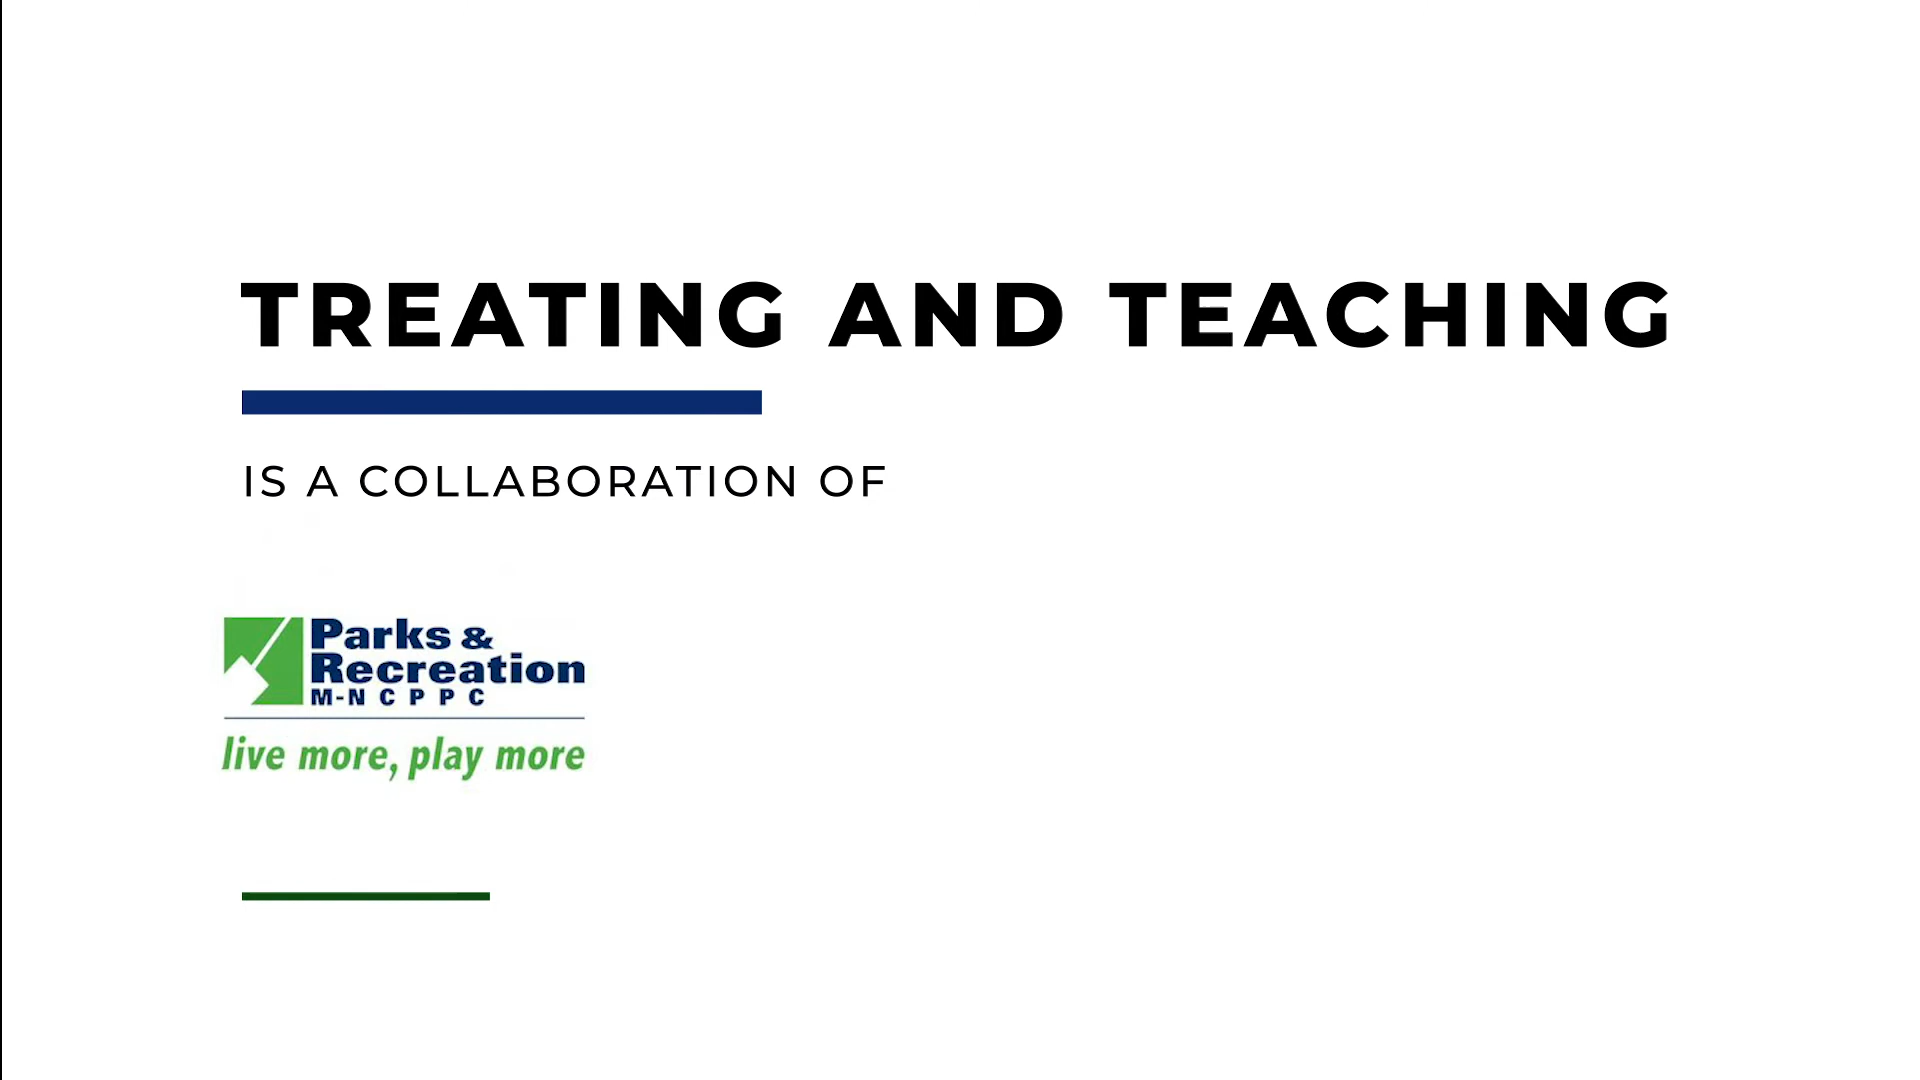 TREATING AND TEACHING
IS A COLLABORATION OF
Parks &
Recreation
M-NCPPC
live more, play more